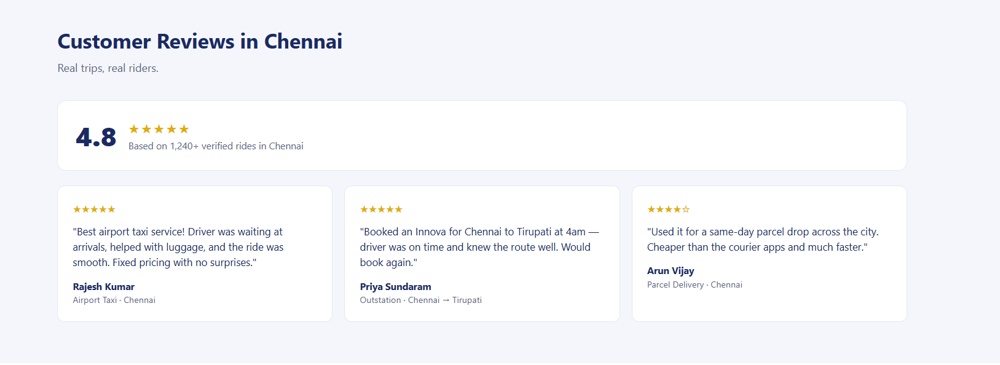 Customer Reviews in Chennai
Real trips, real riders.
4.8
★★★★★
Based on 1,240+ verified rides in Chennai
★★★★★
"Best airport taxi service! Driver was waiting at
arrivals, helped with luggage, and the ride was
smooth. Fixed pricing with no surprises."
Rajesh Kumar
Airport Taxi · Chennai
★★★★★
"Booked an Innova for Chennai to Tirupati at 4am —
driver was on time and knew the route well. Would
book again."
Priya Sundaram
Outstation · Chennai → Tirupati
★★★★☆
"Used it for a same-day parcel drop across the city.
Cheaper than the courier apps and much faster."
Arun Vijay
Parcel Delivery · Chennai